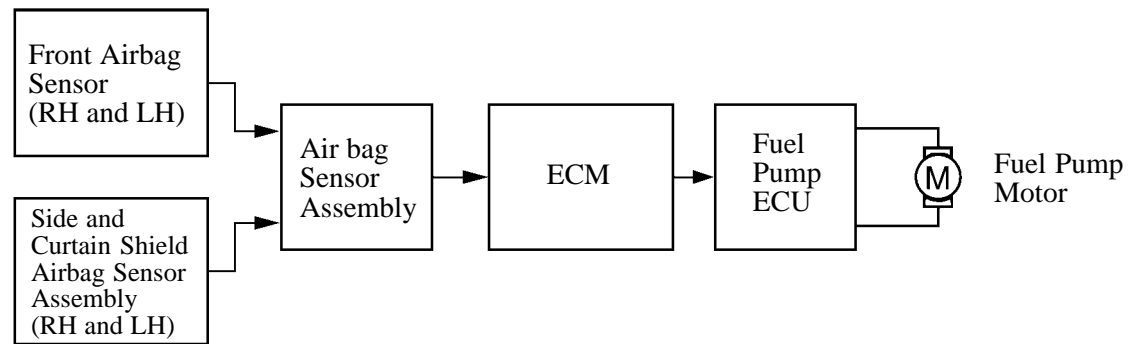 Front Airbag
Sensor
(RH and LH)
Side and
Curtain Shield
Airbag Sensor
Assembly
(RH and LH)
Air bag
Sensor
Assembly
ECM
Fuel
Pump
ECU
M
Fuel Pump
Motor